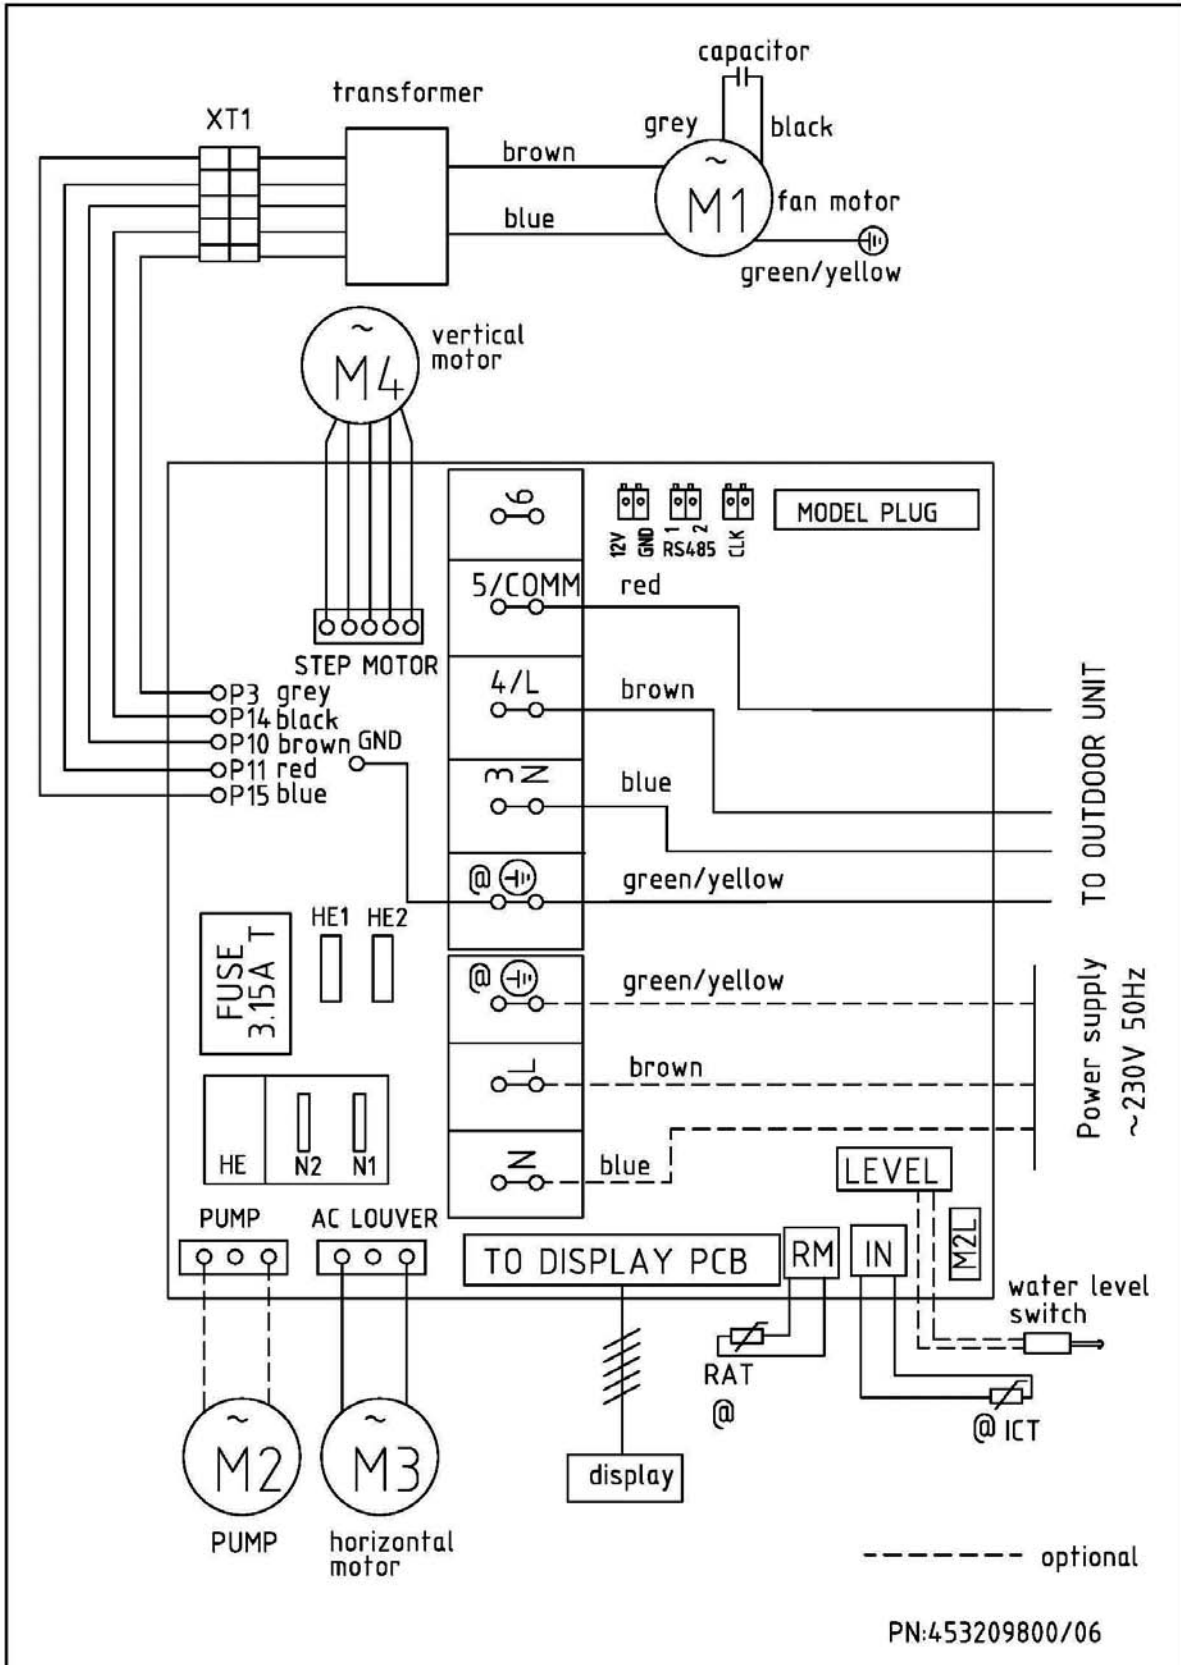 capacitor
transformer
XT1
grey
black
brown
~
M1
fan motor
blue
green/yellow
~
M4
vertical
motor
6
MODEL PLUG
12V
GND
1
2
RS485
CLK
5/COMM
red
STEP MOTOR
4/L
brown
P3 grey
P14 black
P10 brown
GND
P11 red
P15 blue
3
N
blue
TO OUTDOOR UNIT
@
green/yellow
HE1
HE2
FUSE
3.15A T
@
green/yellow
L
brown
Power supply
~230V 50Hz
HE
N2
N1
N
blue
LEVEL
PUMP
AC LOUVER
TO DISPLAY PCB
RM
IN
M2L
water level
switch
RAT
@
@ ICT
~
M2
~
M3
display
PUMP
horizontal
motor
optional
PN:453209800/06